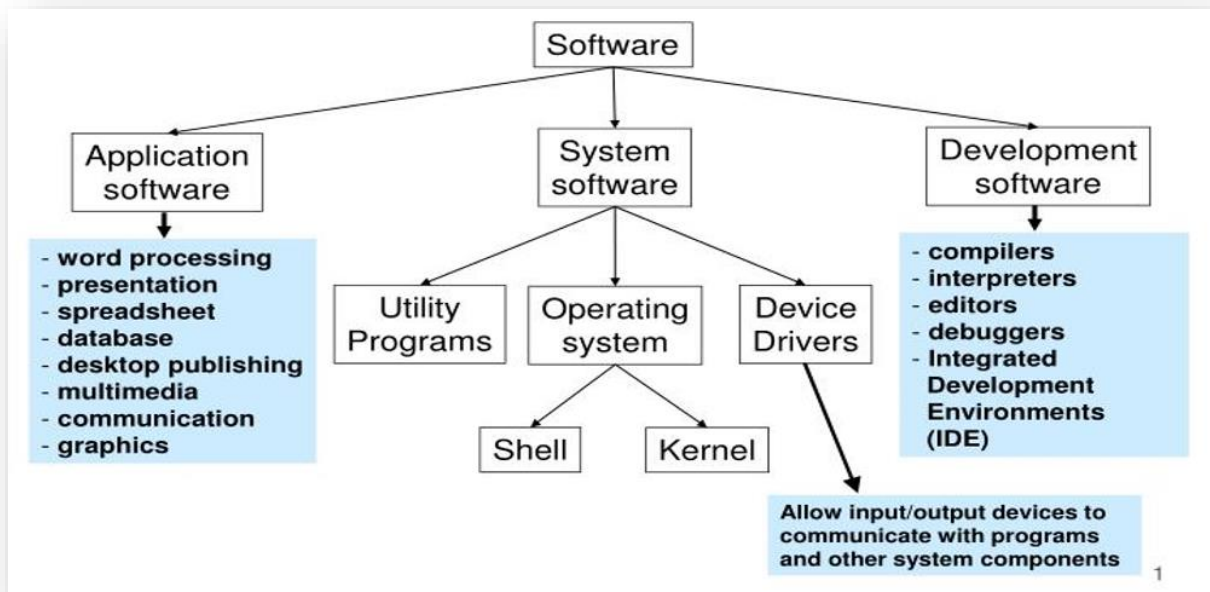 Software
Application
software
System
software
Development
software
- word processing
- presentation
- spreadsheet
- database
- desktop publishing
- multimedia
- communication
- graphics
Utility
Programs
Operating
system
Device
Drivers
- compilers
- interpreters
- editors
- debuggers
- Integrated
Development
Environments
(IDE)
Shell
Kernel
Allow input/output devices to
communicate with programs
and other system components
1